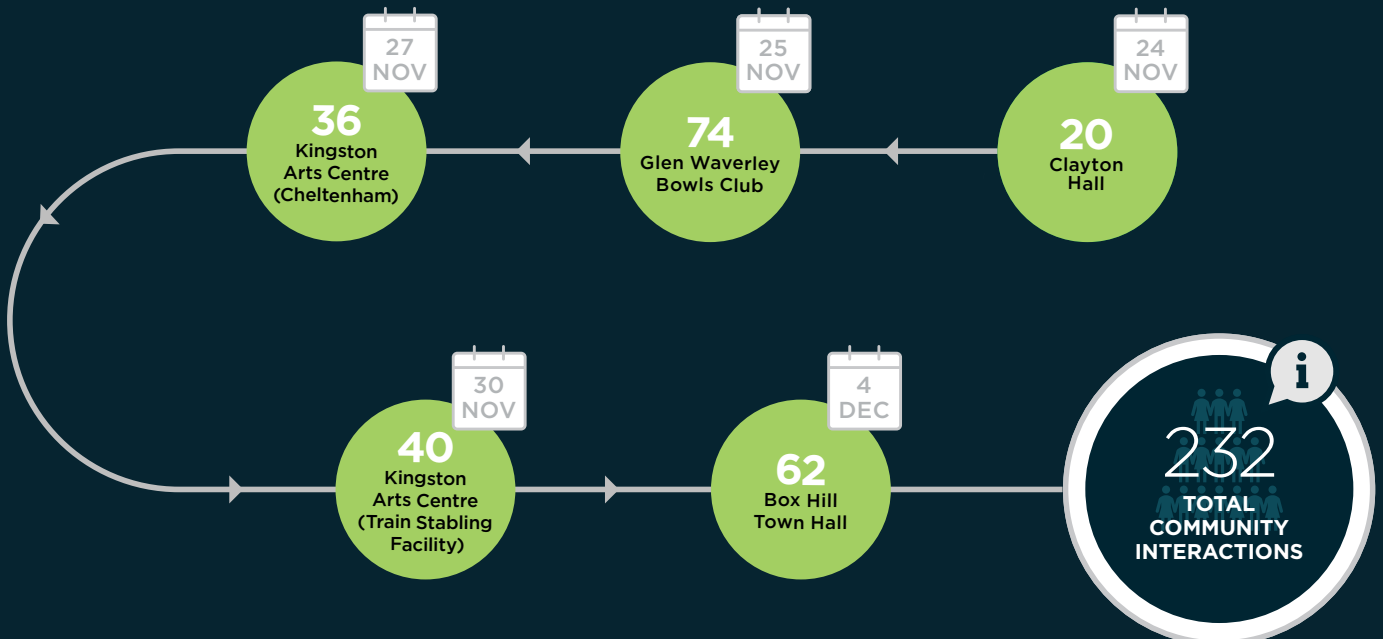 24
NOV
20
Clayton
Hall
25
NOV
74
Glen Waverley
Bowls Club
27
NOV
36
Kingston
Arts Centre
(Cheltenham)
30
NOV
40
Kingston
Arts Centre
(Train Stabling
Facility)
4
DEC
62
Box Hill
Town Hall
i
232
TOTAL
COMMUNITY
INTERACTIONS